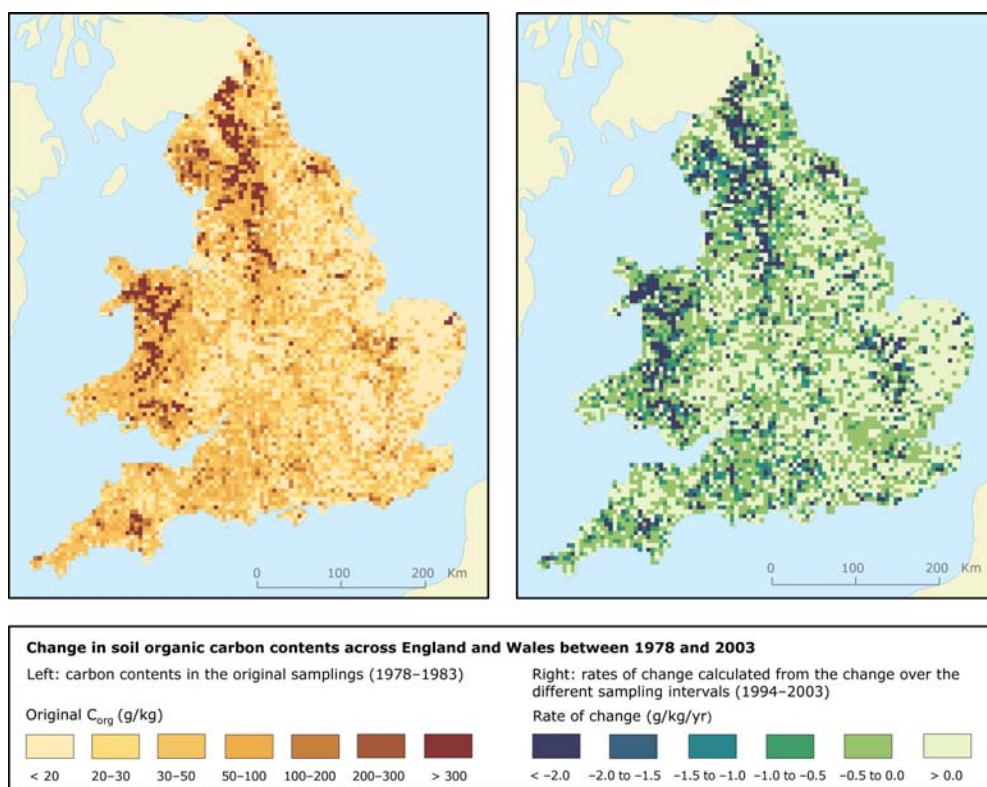 0 100 200 Km
0 100 200 Km
Change in soil organic carbon contents across England and Wales between 1978 and 2003
Left: carbon contents in the original samplings (1978–1983)
Original Corg (g/kg)
< 20 20–30 30–50 50–100 100–200 200–300 > 300
Right: rates of change calculated from the change over the
different sampling intervals (1994–2003)
Rate of change (g/kg/yr)
< –2.0 –2.0 to –1.5 –1.5 to –1.0 –1.0 to –0.5 –0.5 to 0.0 > 0.0